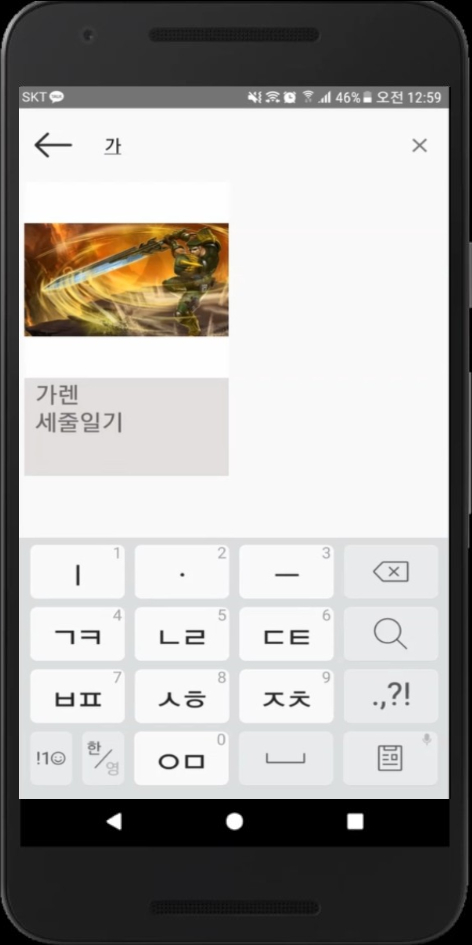 SKT TALK 46% 오전 12:59
가
가렌
세줄일기
ㅣ 1 · 2 ㅡ 3
ㄱㅋ 4 ㄴㄹ 5 ㄷㅌ 6
ㅂㅍ 7 ㅅㅎ 8 ㅈㅊ 9 .,?!
!1☺ 한/영 ㅇㅁ 0